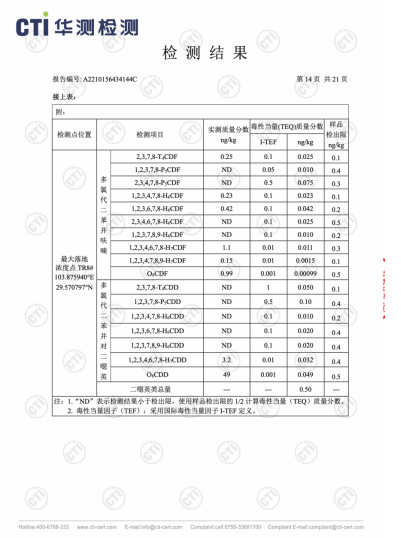 CTI 华测检测
检 测 结 果
报告编号: A2210156434144C 第 14 页 共 21 页
接上表:
附:
检测点位置 检测项目 实测质量分数 ng/kg 毒性当量(TEQ)质量分数 I-TEF ng/kg 样品检出限 ng/kg
最大落地浓度点 TR8# 103.875940°E 29.570797°N
多氯代二苯并呋喃
2,3,7,8-T₄CDF 0.25 0.1 0.025 0.1
1,2,3,7,8-P₅CDF ND 0.05 0.010 0.4
2,3,4,7,8-P₅CDF ND 0.5 0.075 0.3
1,2,3,4,7,8-H₆CDF 0.23 0.1 0.023 0.1
1,2,3,6,7,8-H₆CDF 0.42 0.1 0.042 0.2
2,3,4,6,7,8-H₆CDF ND 0.1 0.025 0.5
1,2,3,7,8,9-H₆CDF ND 0.1 0.010 0.2
1,2,3,4,6,7,8-H₇CDF 1.1 0.01 0.011 0.3
1,2,3,4,7,8,9-H₇CDF 0.15 0.01 0.0015 0.1
O₈CDF 0.99 0.001 0.00099 0.5
多氯代二苯并对二噁英
2,3,7,8-T₄CDD ND 1 0.050 0.1
1,2,3,7,8-P₅CDD ND 0.5 0.10 0.4
1,2,3,4,7,8-H₆CDD ND 0.1 0.010 0.2
1,2,3,6,7,8-H₆CDD ND 0.1 0.020 0.4
1,2,3,7,8,9-H₆CDD ND 0.1 0.020 0.4
1,2,3,4,6,7,8-H₇CDD 3.2 0.01 0.032 0.4
O₈CDD 49 0.001 0.049 0.5
二噁英类总量 --- --- 0.50 ---
注: 1. “ND”表示检测结果小于检出限, 使用样品检出限的 1/2 计算毒性当量 (TEQ) 质量分数。
2. 毒性当量因子 (TEF): 采用国际毒性当量因子 I-TEF 定义。
Hotline:400-6788-333 www.cti-cert.com E-mail:info@cti-cert.com Complaint call:0755-33681700 Complaint E-mail:complaint@cti-cert.com